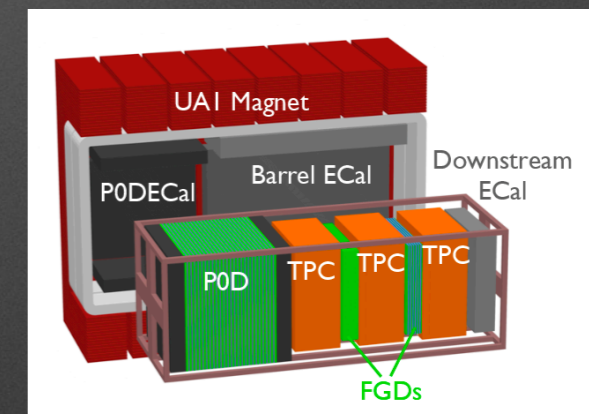 UA1 Magnet
P0DECal
Barrel ECal
Downstream
ECal
P0D
TPC
TPC
TPC
FGDs